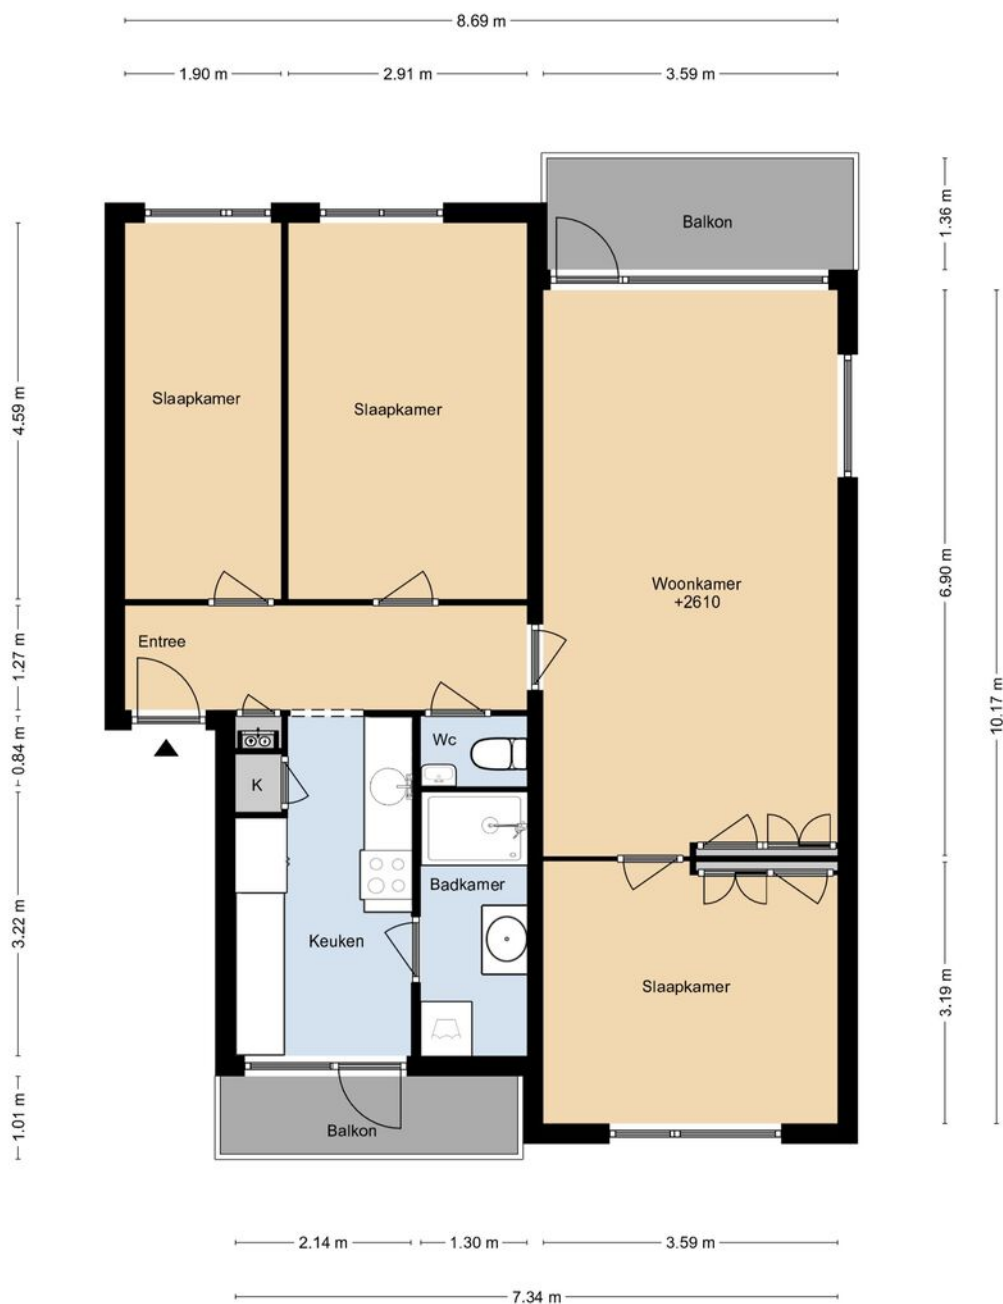 8.69 m
1.90 m
2.91 m
3.59 m
1.36 m
Balkon
4.59 m
Slaapkamer
Slaapkamer
Woonkamer
+2610
6.90 m
Entree
1.27 m
10.17 m
0.84 m
Wc
K
Badkamer
Keuken
3.22 m
Slaapkamer
3.19 m
Balkon
1.01 m
2.14 m
1.30 m
3.59 m
7.34 m